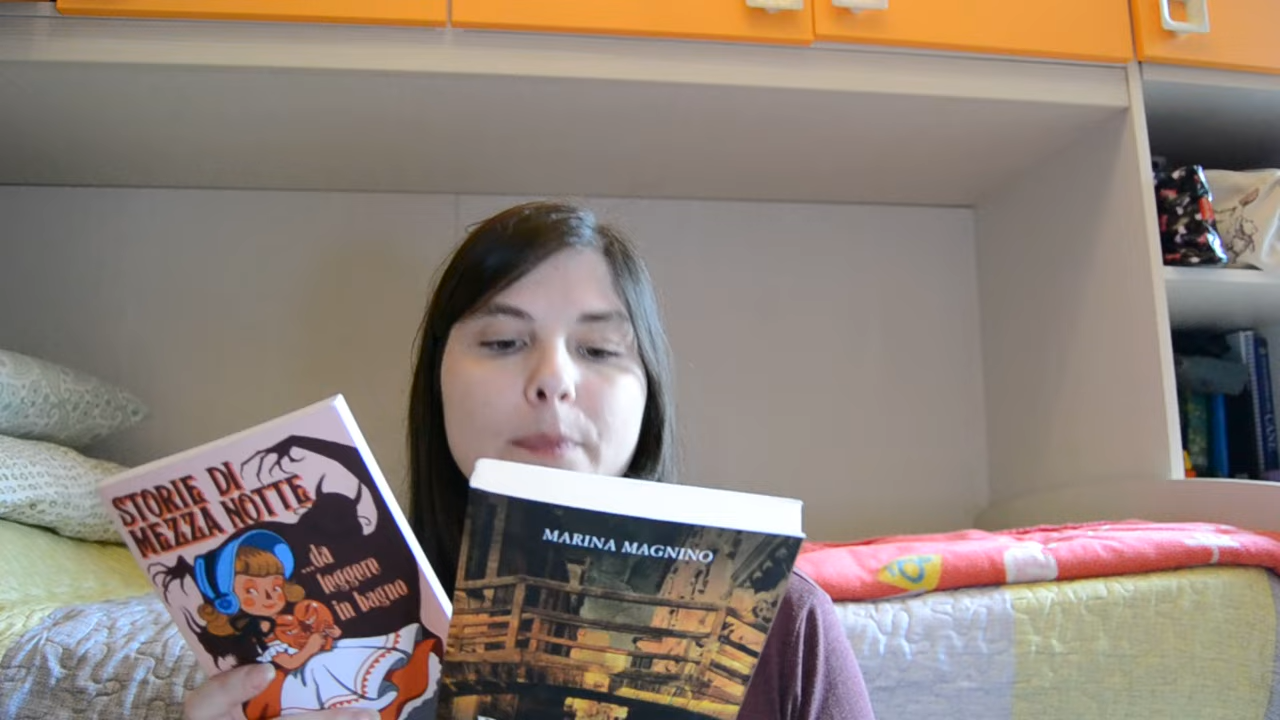 STORIE DI
MEZZA NOTTE
...da
leggere
in bagno
MARINA MAGNINO